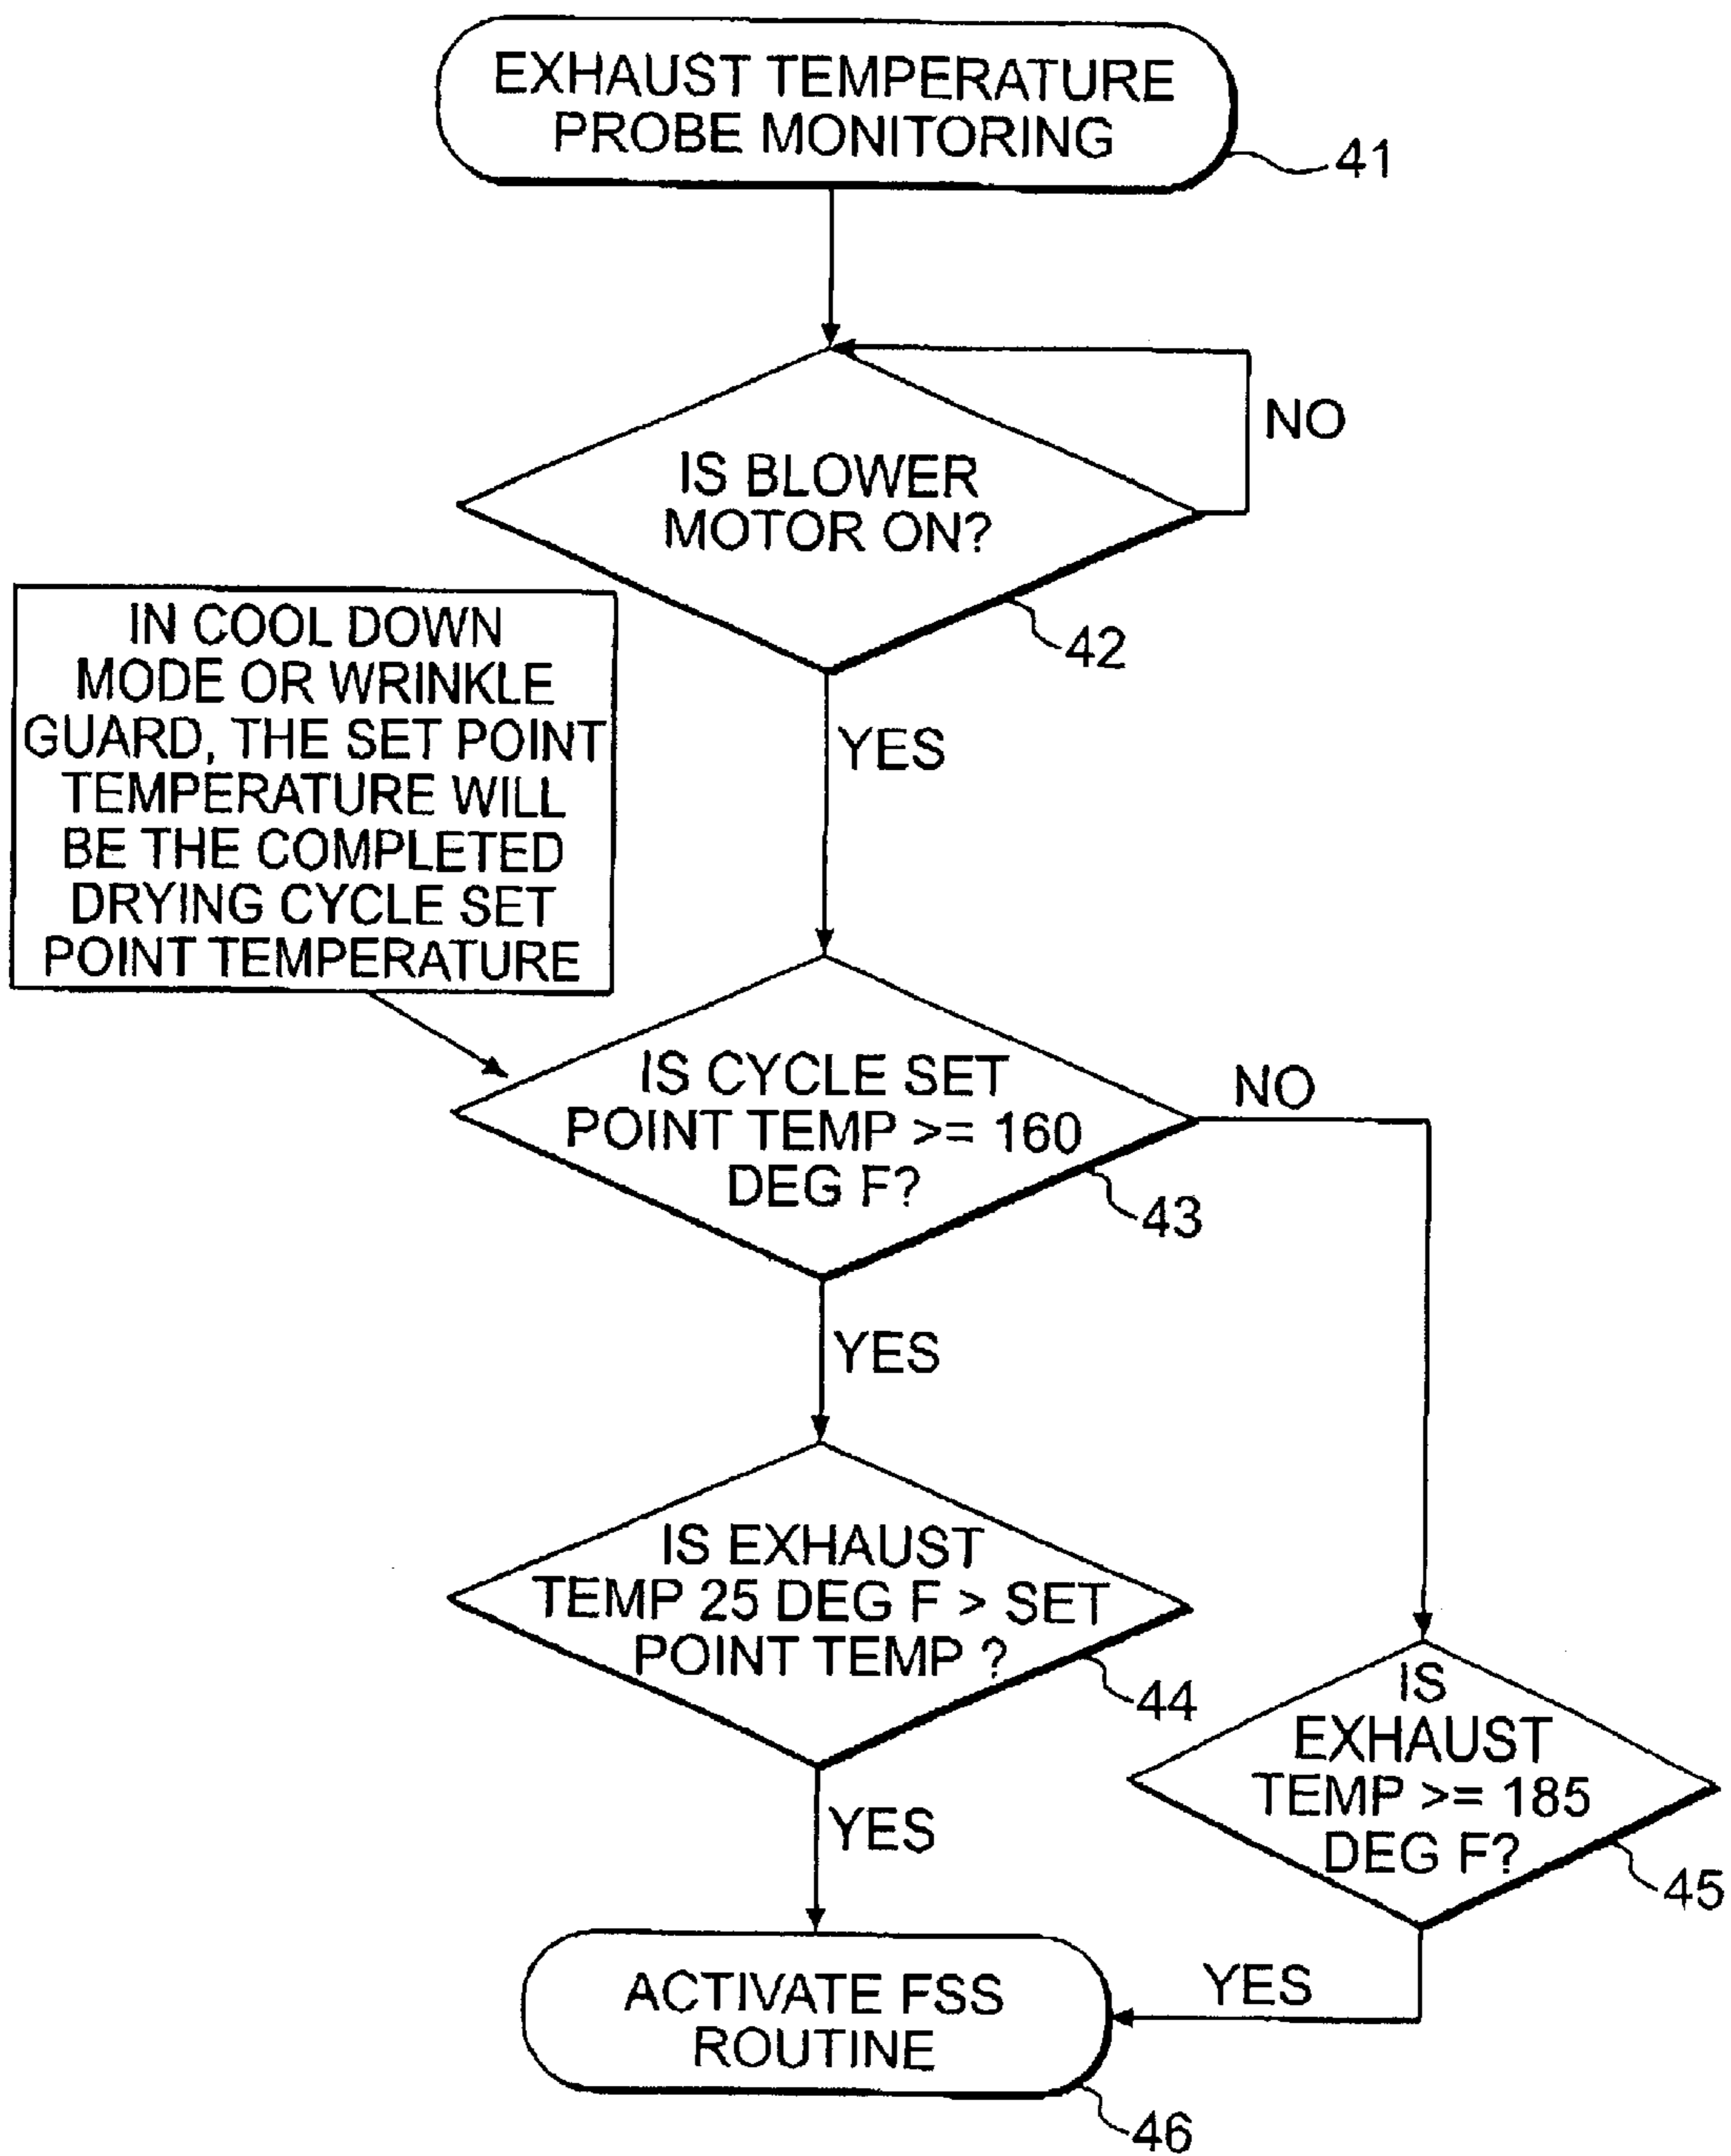 EXHAUST TEMPERATURE
PROBE MONITORING
41
NO
IS BLOWER
MOTOR ON?
42
IN COOL DOWN
MODE OR WRINKLE
GUARD, THE SET POINT
TEMPERATURE WILL
BE THE COMPLETED
DRYING CYCLE SET
POINT TEMPERATURE
YES
IS CYCLE SET
POINT TEMP >= 160
DEG F?
NO
43
YES
IS EXHAUST
TEMP 25 DEG F > SET
POINT TEMP ?
44
IS
EXHAUST
TEMP >= 185
DEG F?
45
YES
YES
ACTIVATE FSS
ROUTINE
46